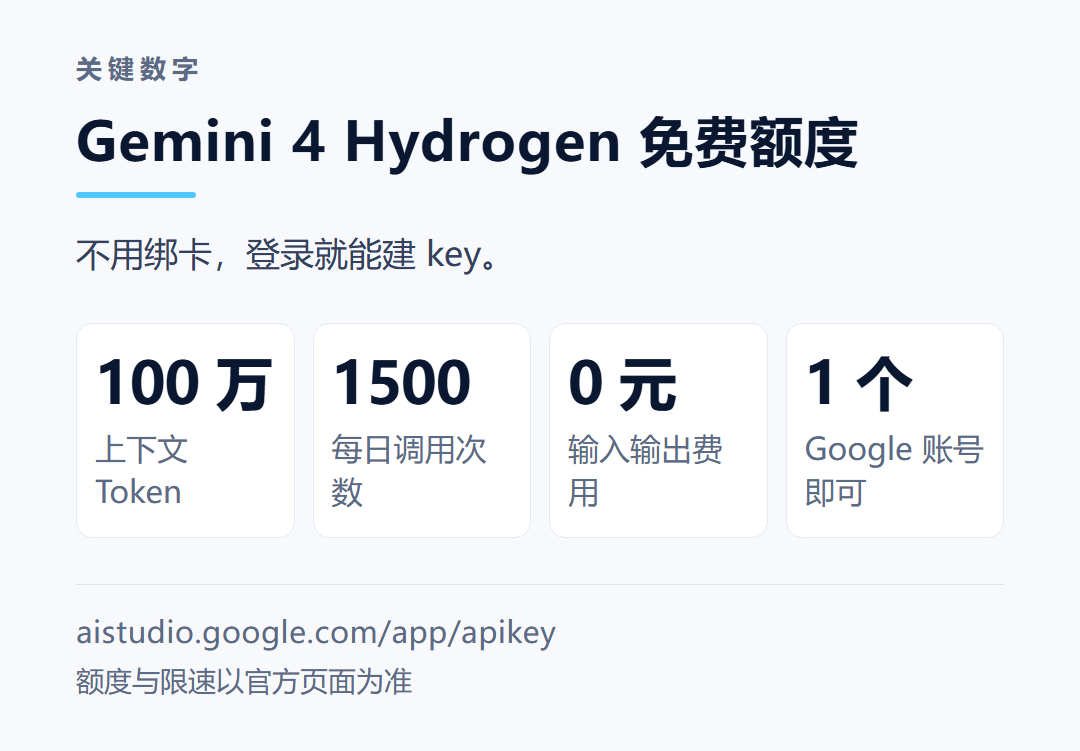 关键数字
Gemini 4 Hydrogen 免费额度
不用绑卡，登录就能建 key。
100 万
上下文
Token
1500
每日调用次
数
0 元
输入输出费
用
1 个
Google 账号
即可
aistudio.google.com/app/apikey
额度与限速以官方页面为准